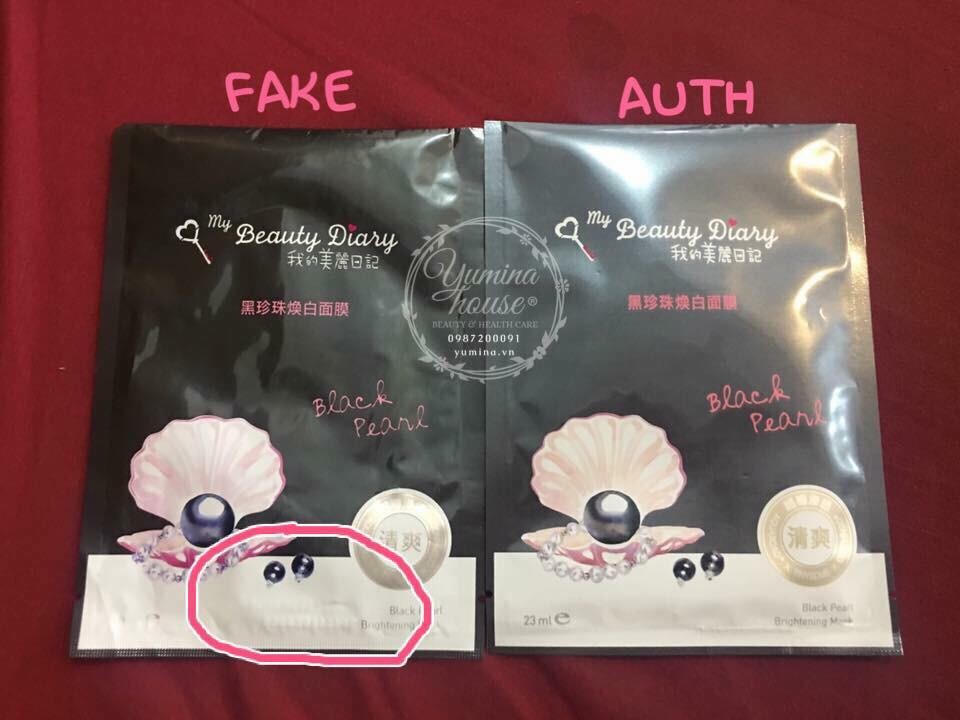 FAKE
AUTH
My
Beauty Diary
我的美麗日記
黑珍珠煥白面膜
Black
Pearl
清爽
Black Pearl
Brightening Mask
My
Beauty Diary
我的美麗日記
黑珍珠煥白面膜
Black
Pearl
清爽
23 ml e
Black Pearl
Brightening Mask
Yumina
house®
BEAUTY & HEALTH CARE
0987200091
yumina.vn